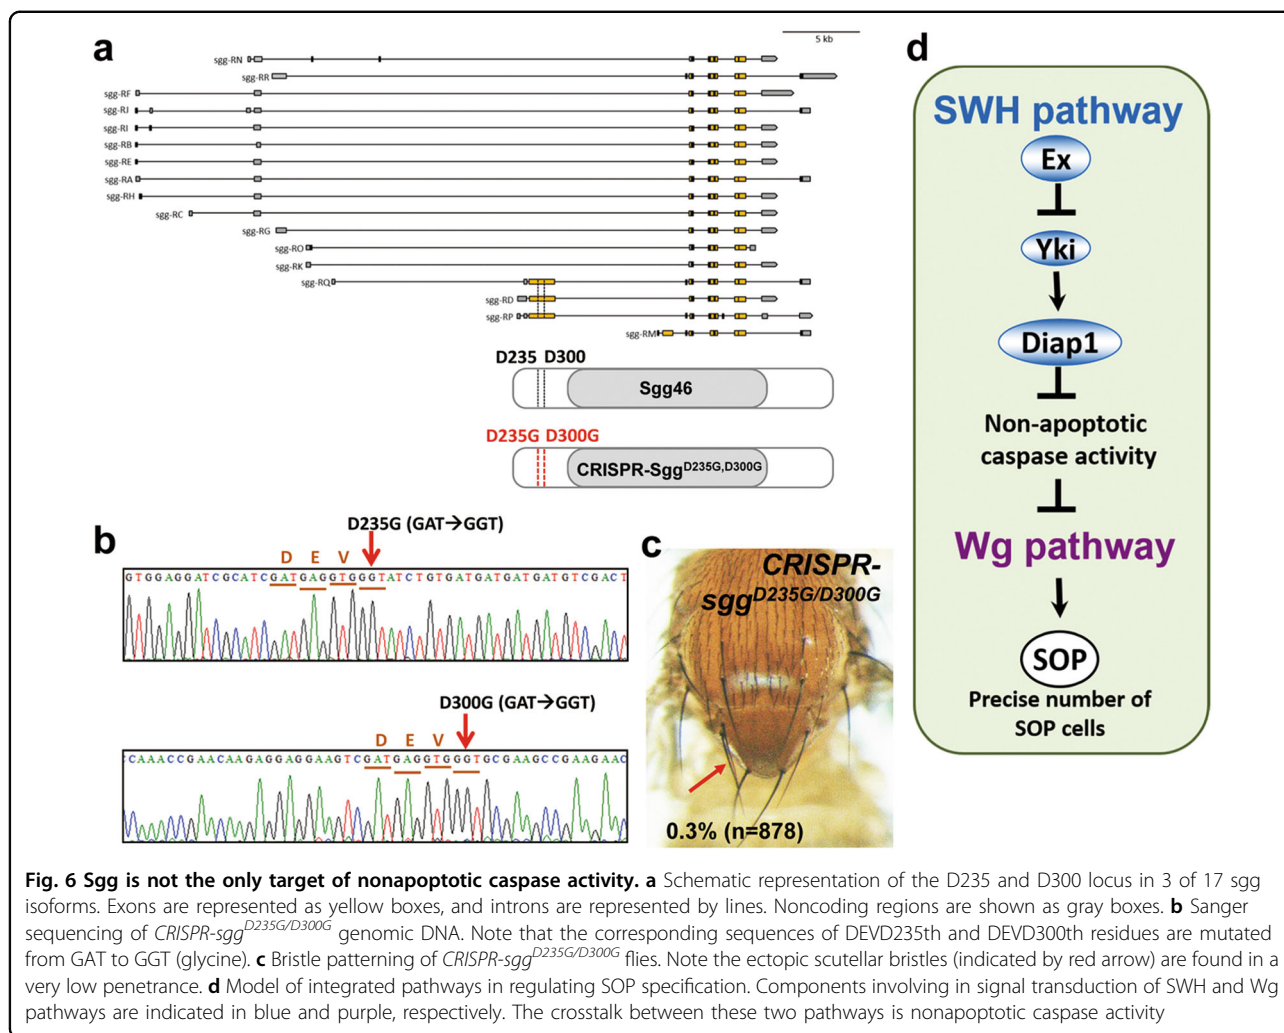 a
5 kb
sgg-RN
sgg-RR
sgg-RF
sgg-RJ
sgg-RI
sgg-RB
sgg-RE
sgg-RA
sgg-RH
sgg-RC
sgg-RG
sgg-RO
sgg-RK
sgg-RQ
sgg-RD
sgg-RP
sgg-RM
D235 D300
Sgg46
D235G D300G
CRISPR-Sgg^D235G,D300G
b
D235G (GAT→GGT)
D E V
GTGGAGGATCGCATCGATGAGGTGGGTATCTGTGATGATGATGATGTCGACT
D300G (GAT→GGT)
D E V
CAAACCGAACAAGAGGAGGAAGTCGATGAGGTGGGTGCGAAGCCGAAGAAC
c
CRISPR-
sgg^D235G/D300G
0.3% (n=878)
d
SWH pathway
Ex
Yki
Diap1
Non-apoptotic
caspase activity
Wg pathway
SOP
Precise number of
SOP cells
Fig. 6 Sgg is not the only target of nonapoptotic caspase activity. a Schematic representation of the D235 and D300 locus in 3 of 17 sgg
isoforms. Exons are represented as yellow boxes, and introns are represented by lines. Noncoding regions are shown as gray boxes. b Sanger
sequencing of CRISPR-sgg^D235G/D300G genomic DNA. Note that the corresponding sequences of DEVD235th and DEVD300th residues are mutated
from GAT to GGT (glycine). c Bristle patterning of CRISPR-sgg^D235G/D300G flies. Note the ectopic scutellar bristles (indicated by red arrow) are found in a
very low penetrance. d Model of integrated pathways in regulating SOP specification. Components involving in signal transduction of SWH and Wg
pathways are indicated in blue and purple, respectively. The crosstalk between these two pathways is nonapoptotic caspase activity